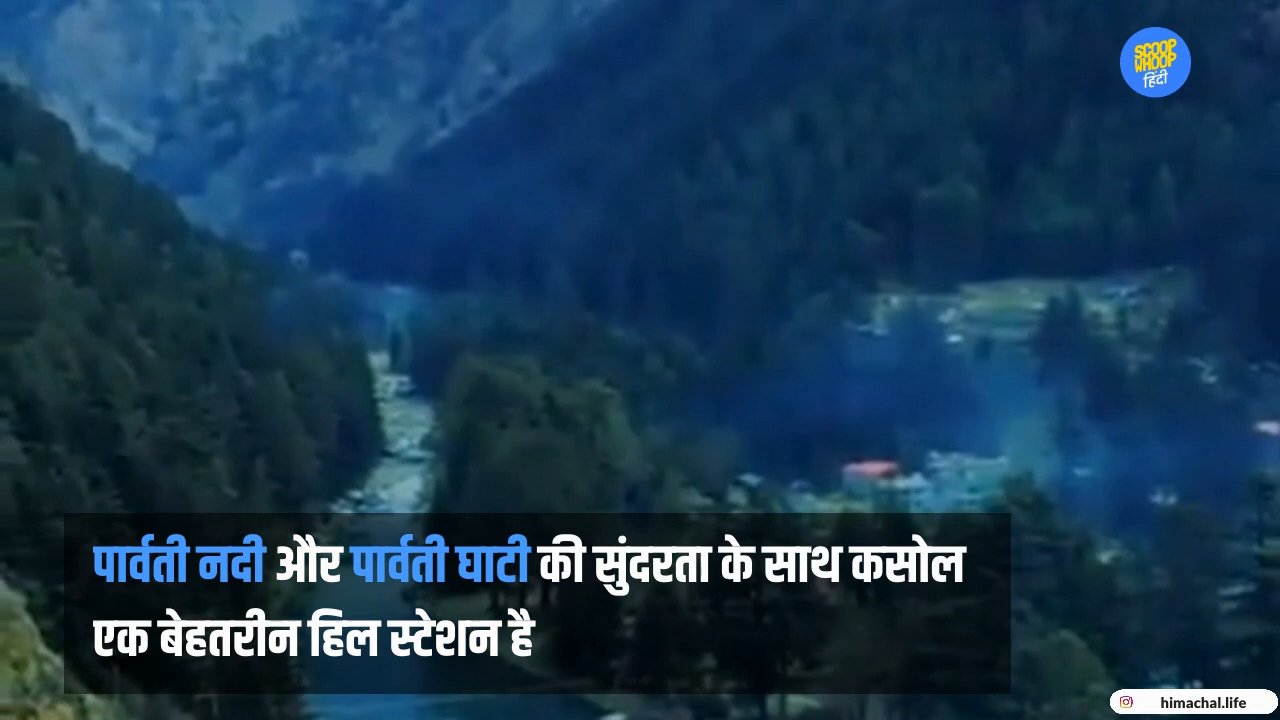 SCOOP
WHOOP
हिंदी
पार्वती नदी और पार्वती घाटी की सुंदरता के साथ कसोल
एक बेहतरीन हिल स्टेशन है
himachal.life